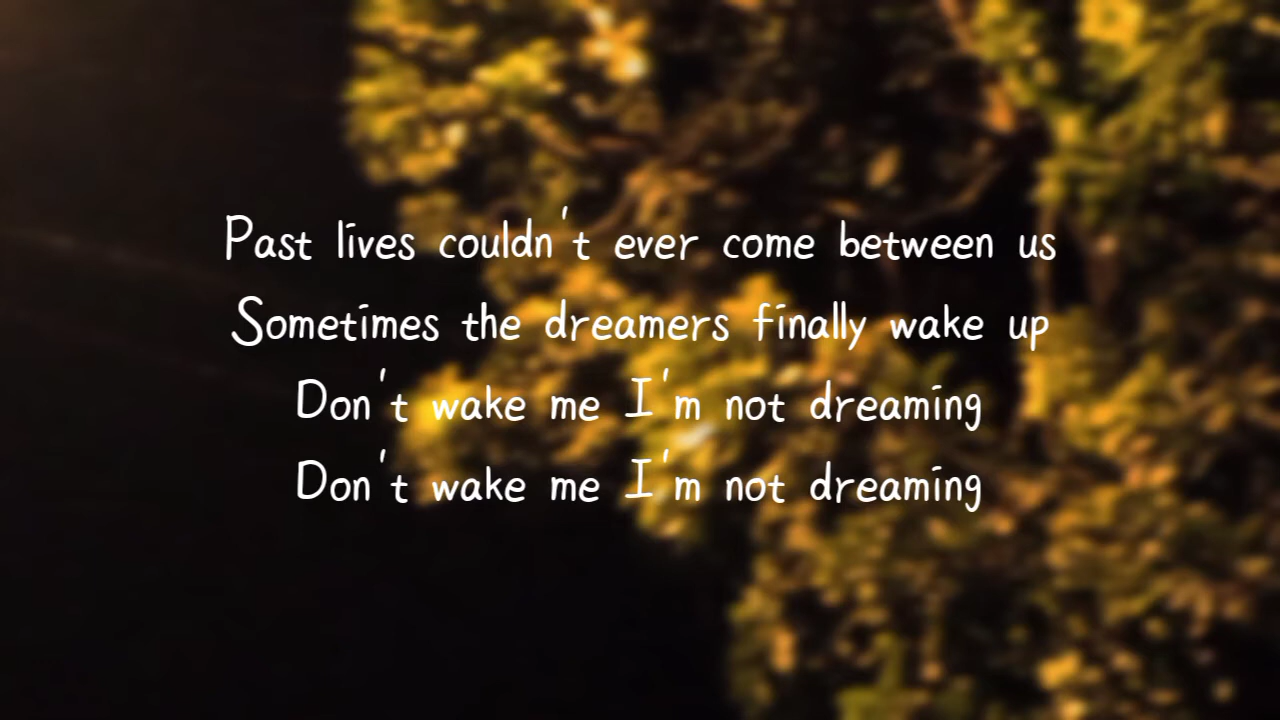 Past lives couldn't ever come between us
Sometimes the dreamers finally wake up
Don't wake me I'm not dreaming
Don't wake me I'm not dreaming